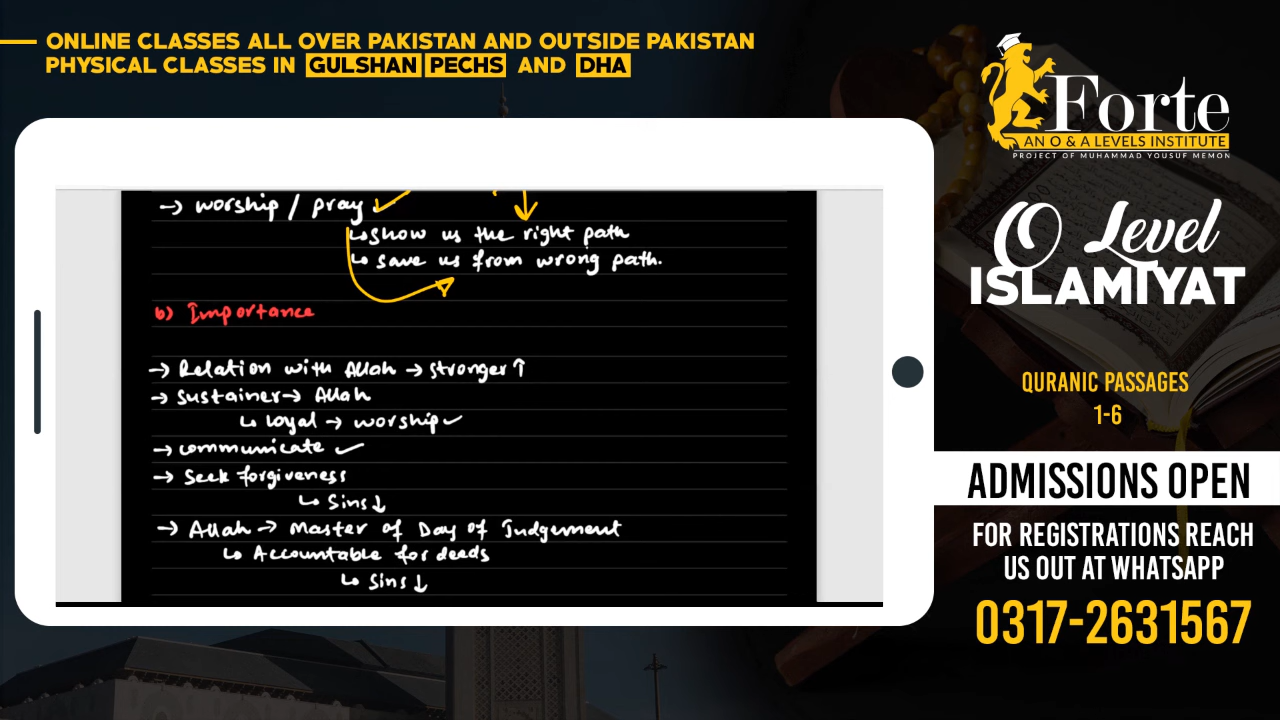 ONLINE CLASSES ALL OVER PAKISTAN AND OUTSIDE PAKISTAN
PHYSICAL CLASSES IN GULSHAN PECHS AND DHA
→ worship / pray
↳ show us the right path
↳ save us from wrong path.
b) Importance
→ Relation with Allah → stronger ↑
→ Sustainer → Allah
↳ Loyal → worship ✓
→ communicate ✓
→ Seek forgiveness
↳ Sins ↓
→ Allah → Master of Day of Judgement
↳ Accountable for deeds
↳ Sins ↓
Forte
AN O & A LEVELS INSTITUTE
PROJECT OF MUHAMMAD YOUSUF MEMON
O Level
ISLAMIYAT
QURANIC PASSAGES
1-6
ADMISSIONS OPEN
FOR REGISTRATIONS REACH
US OUT AT WHATSAPP
0317-2631567